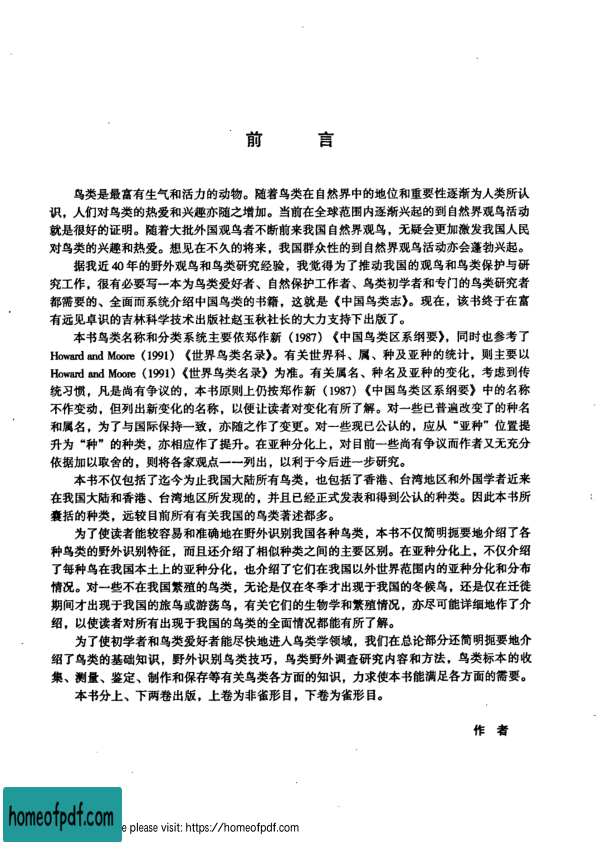 前言
鸟类是最富有生气和活力的动物。随着鸟类在自然界中的地位和重要性逐渐为人类所认
识，人们对鸟类的热爱和兴趣亦随之增加。当前在全球范围内逐渐兴起的到自然界观鸟活动
就是很好的证明。随着大批外国观鸟者不断前来我国自然界观鸟，无疑会更加激发我国人民
对鸟类的兴趣和热爱。想见在不久的将来，我国群众性的到自然界观鸟活动亦会蓬勃兴起。
据我近40年的野外观鸟和鸟类研究经验，我觉得为了推动我国的观鸟和鸟类保护与研
究工作，很有必要写一本为鸟类爱好者、自然保护工作者、鸟类初学者和专门的鸟类研究者
都需要的、全面而系统介绍中国鸟类的书籍，这就是《中国鸟类志》。现在，该书终于在富
有远见卓识的吉林科学技术出版社赵玉秋社长的大力支持下出版了。
本书鸟类名称和分类系统主要依郑作新（1987）《中国鸟类区系纲要》，同时也参考了
Howard and Moore（1991）《世界鸟类名录》。有关世界科、属、种及亚种的统计，则主要以
Howard and Moore（1991）《世界鸟类名录》为准。有关属名、种名及亚种的变化，考虑到传
统习惯，凡是尚有争议的，本书原则上仍按郑作新（1987）《中国鸟类区系纲要》中的名称
不作变动，但列出新变化的名称，以便让读者对变化有所了解。对一些已普遍改变了的种名
和属名，为了与国际保持一致，亦随之作了变更。对一些现已公认的，应从“亚种”位置提
升为“种”的种类，亦相应作了提升。在亚种分化上，对目前一些尚有争议而作者又无充分
依据加以取舍的，则将各家观点一一列出，以利于今后进一步研究。
本书不仅包括了迄今为止我国大陆所有鸟类，也包括了香港、台湾地区和外国学者近来
在我国大陆和香港、台湾地区所发现的，并且已经正式发表和得到公认的种类。因此本书所
囊括的种类，远较目前所有有关我国的鸟类著述都多。
为了使读者能较容易和准确地在野外识别我国各种鸟类，本书不仅简明扼要地介绍了各
种鸟类的野外识别特征，而且还介绍了相似种类之间的主要区别。在亚种分化上，不仅介绍
了每种鸟在我国本土上的亚种分化，也介绍了它们在我国以外世界范围内的亚种分化和分布
情况。对一些不在我国繁殖的鸟类，无论是仅在冬季才出现于我国的冬候鸟，还是仅在迁徙
期间才出现于我国的旅鸟或游荡鸟，有关它们的生物学和繁殖情况，亦尽可能详细地作了介
绍，以使读者对所有出现于我国的鸟类的全面情况都能有所了解。
为了使初学者和鸟类爱好者能尽快地进入鸟类学领域，我们在总论部分还简明扼要地介
绍了鸟类的基础知识，野外识别鸟类技巧，鸟类野外调查研究内容和方法，鸟类标本的收
集、测量、鉴定、制作和保存等有关鸟类各方面的知识，力求使本书能满足各方面的需要。
本书分上、下两卷出版，上卷为非雀形目，下卷为雀形目。
作者
homeofpdf.com
e please visit: https://homeofpdf.com